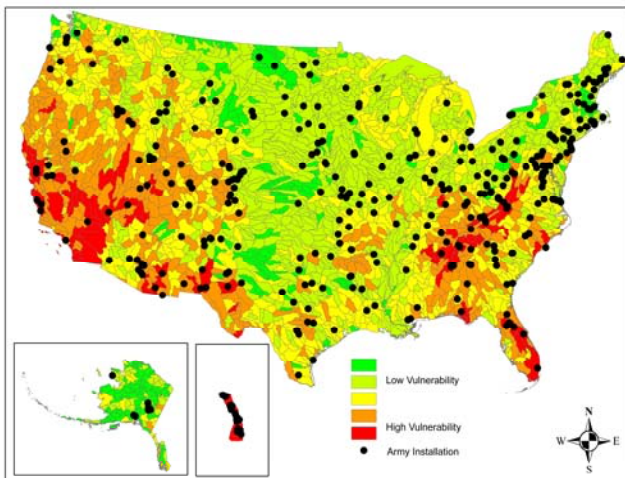 Low Vulnerability
High Vulnerability
Army Installation
N
W E
S